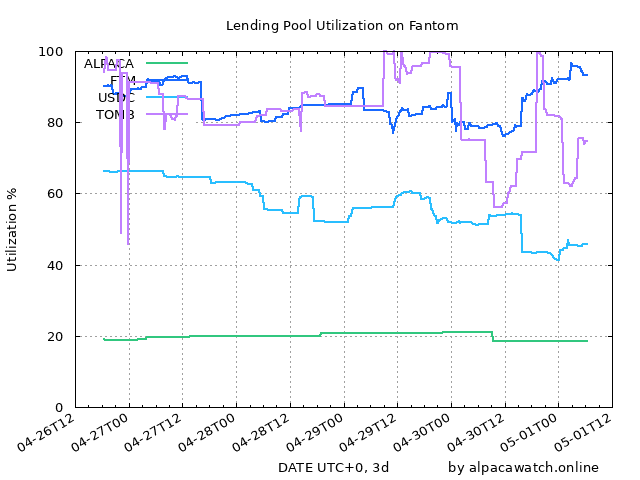 Lending Pool Utilization on Fantom
100
80
60
40
20
0
Utilization %
ALPACA
FTM
USDC
TOMB
04-26T12
04-27T00
04-27T12
04-28T00
04-28T12
04-29T00
04-29T12
04-30T00
04-30T12
05-01T00
05-01T12
DATE UTC+0, 3d
by alpacawatch.online